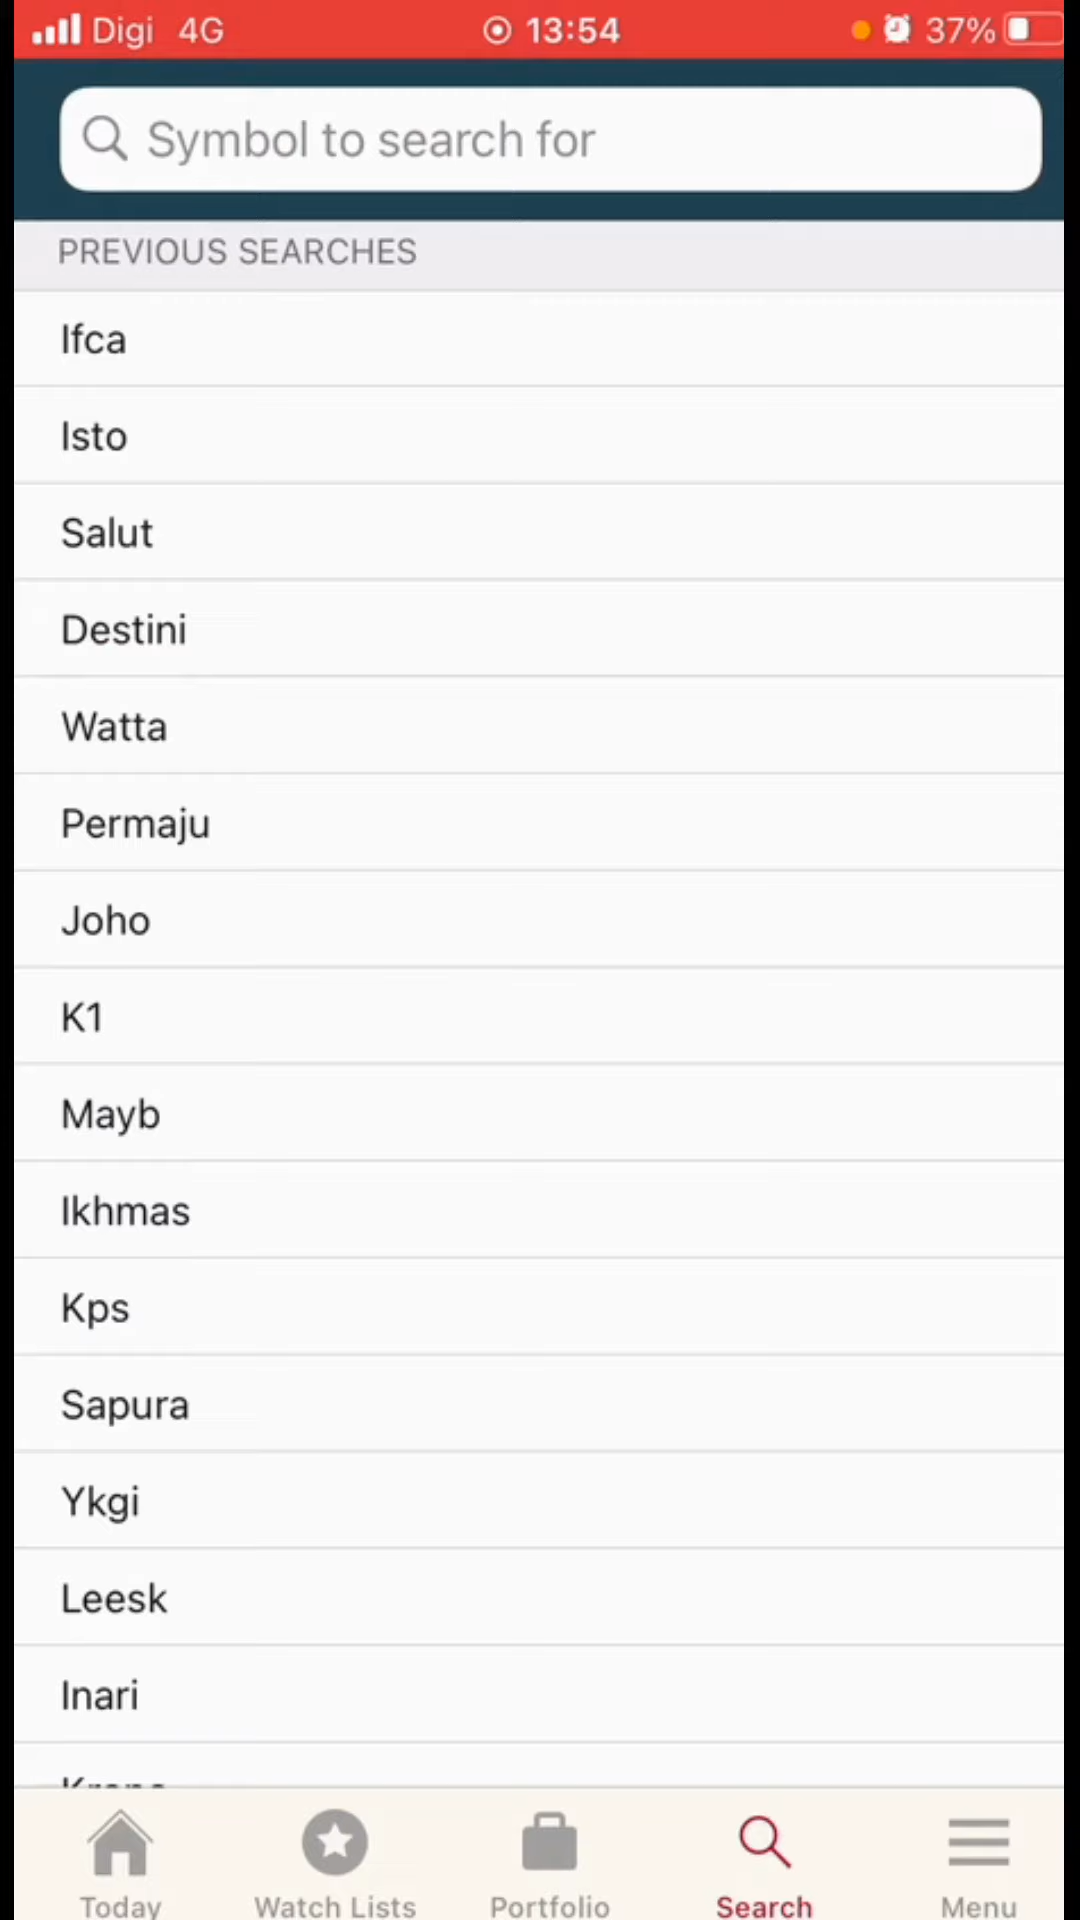 Digi 4G 13:54 37%
Symbol to search for
PREVIOUS SEARCHES
Ifca
Isto
Salut
Destini
Watta
Permaju
Joho
K1
Mayb
Ikhmas
Kps
Sapura
Ykgi
Leesk
Inari
Today Watch Lists Portfolio Search Menu